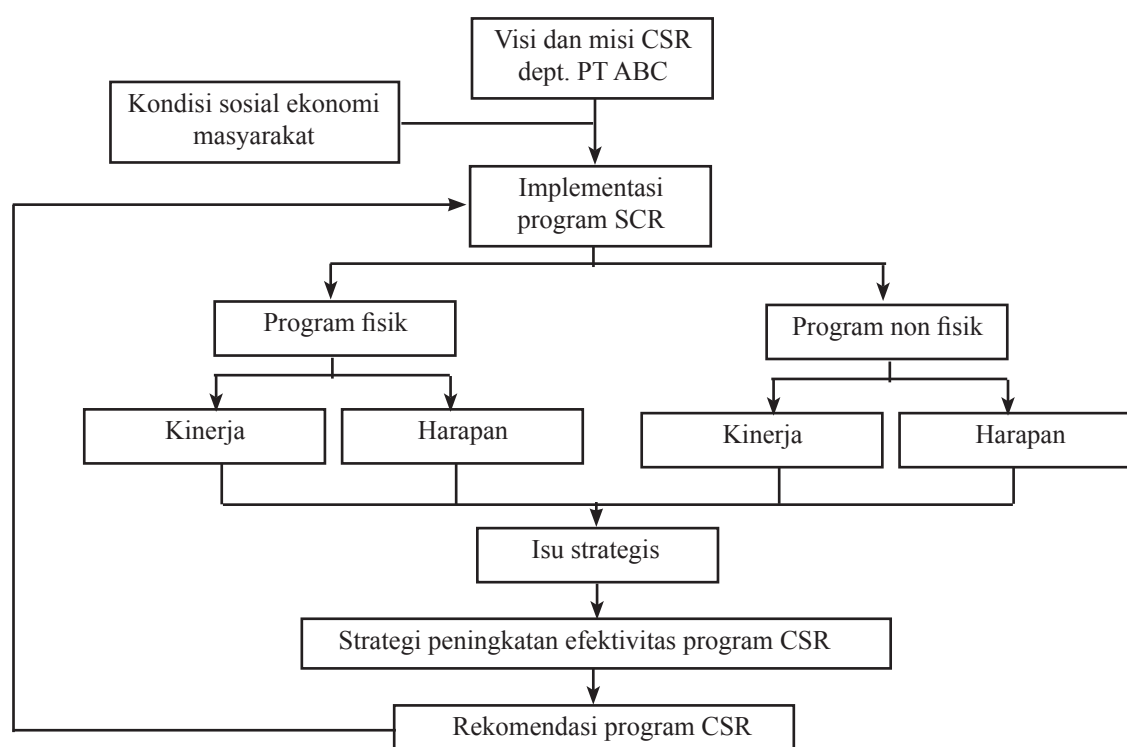 Visi dan misi CSR
dept. PT ABC
Kondisi sosial ekonomi
masyarakat
Implementasi
program SCR
Program fisik
Program non fisik
Kinerja
Harapan
Kinerja
Harapan
Isu strategis
Strategi peningkatan efektivitas program CSR
Rekomendasi program CSR